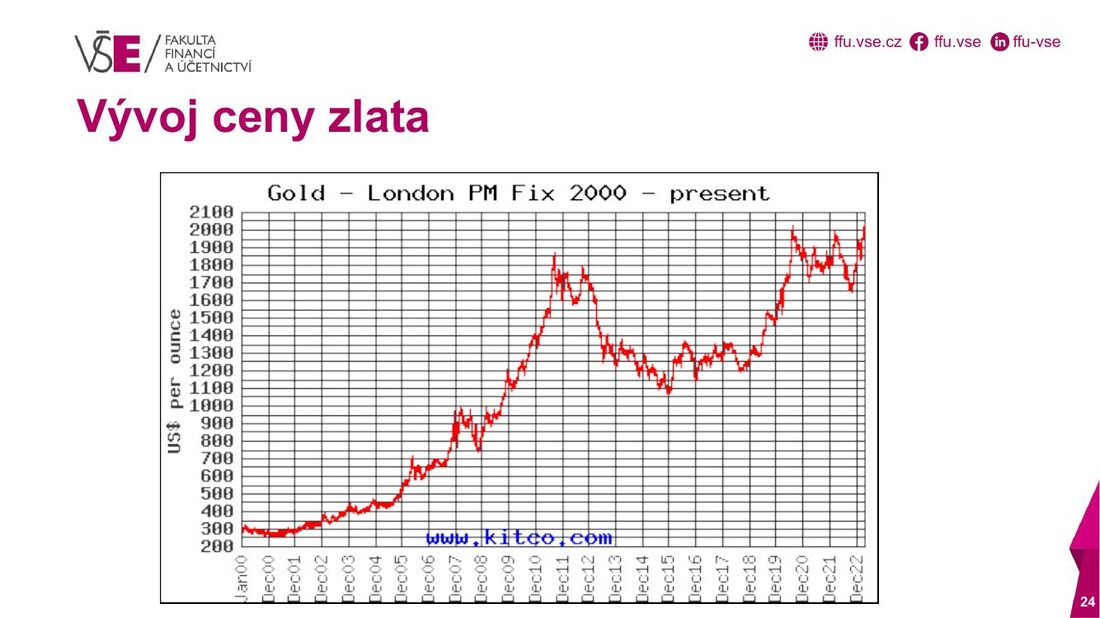 VŠE / FAKULTA
FINANCÍ
A ÚČETNICTVÍ
ffu.vse.cz ffu.vse ffu-vse
Vývoj ceny zlata
Gold - London PM Fix 2000 - present
US$ per ounce
2100
2000
1900
1800
1700
1600
1500
1400
1300
1200
1100
1000
900
800
700
600
500
400
300
200
www.kitco.com
Jan00
Dec00
Dec01
Dec02
Dec03
Dec04
Dec05
Dec06
Dec07
Dec08
Dec09
Dec10
Dec11
Dec12
Dec13
Dec14
Dec15
Dec16
Dec17
Dec18
Dec19
Dec20
Dec21
Dec22
24